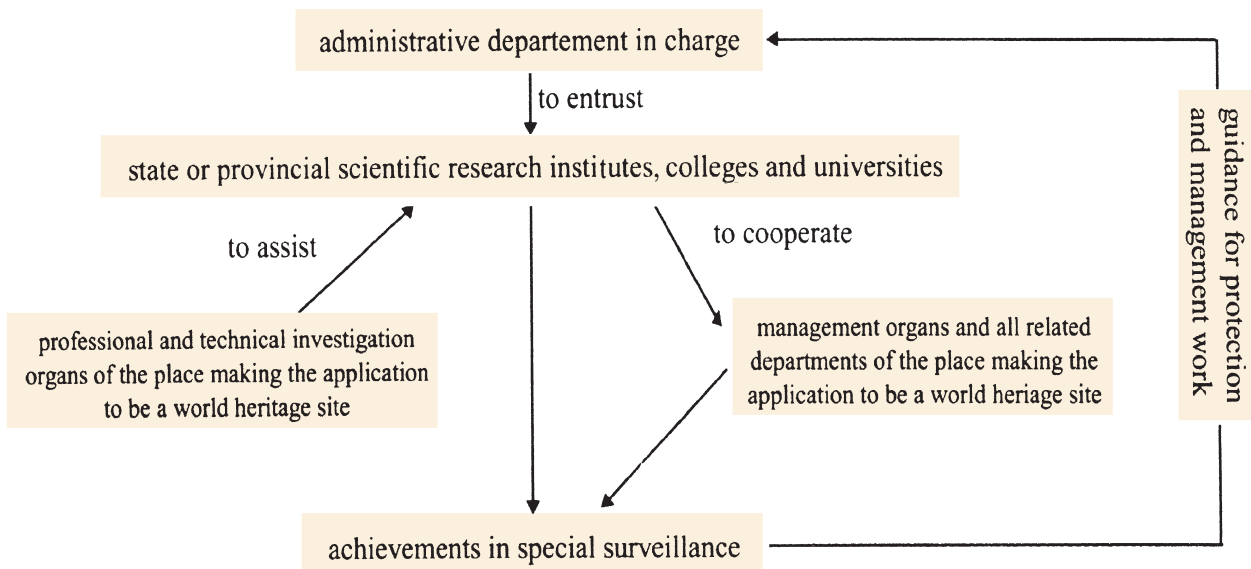 administrative departement in charge
to entrust
state or provincial scientific research institutes, colleges and universities
to assist
to cooperate
professional and technical investigation
organs of the place making the application
to be a world heritage site
management organs and all related
departments of the place making the
application to be a world heriage site
guidance for protection
and management work
achievements in special surveillance